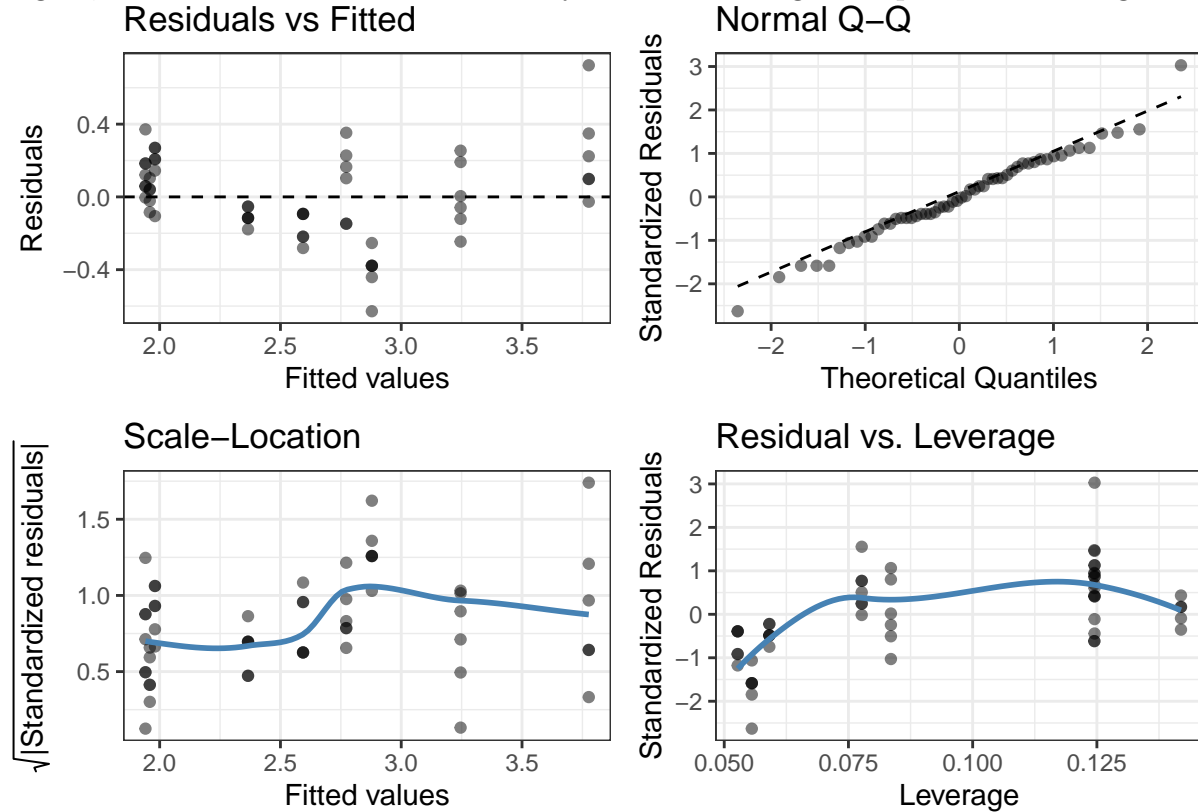 Residuals vs Fitted
Residuals
0.4
0.0
−0.4
2.0 2.5 3.0 3.5
Fitted values
Normal Q−Q
Standardized Residuals
3
2
1
0
−1
−2
−2 −1 0 1 2
Theoretical Quantiles
Scale−Location
√|Standardized residuals|
1.5
1.0
0.5
2.0 2.5 3.0 3.5
Fitted values
Residual vs. Leverage
Standardized Residuals
3
2
1
0
−1
−2
0.050 0.075 0.100 0.125
Leverage